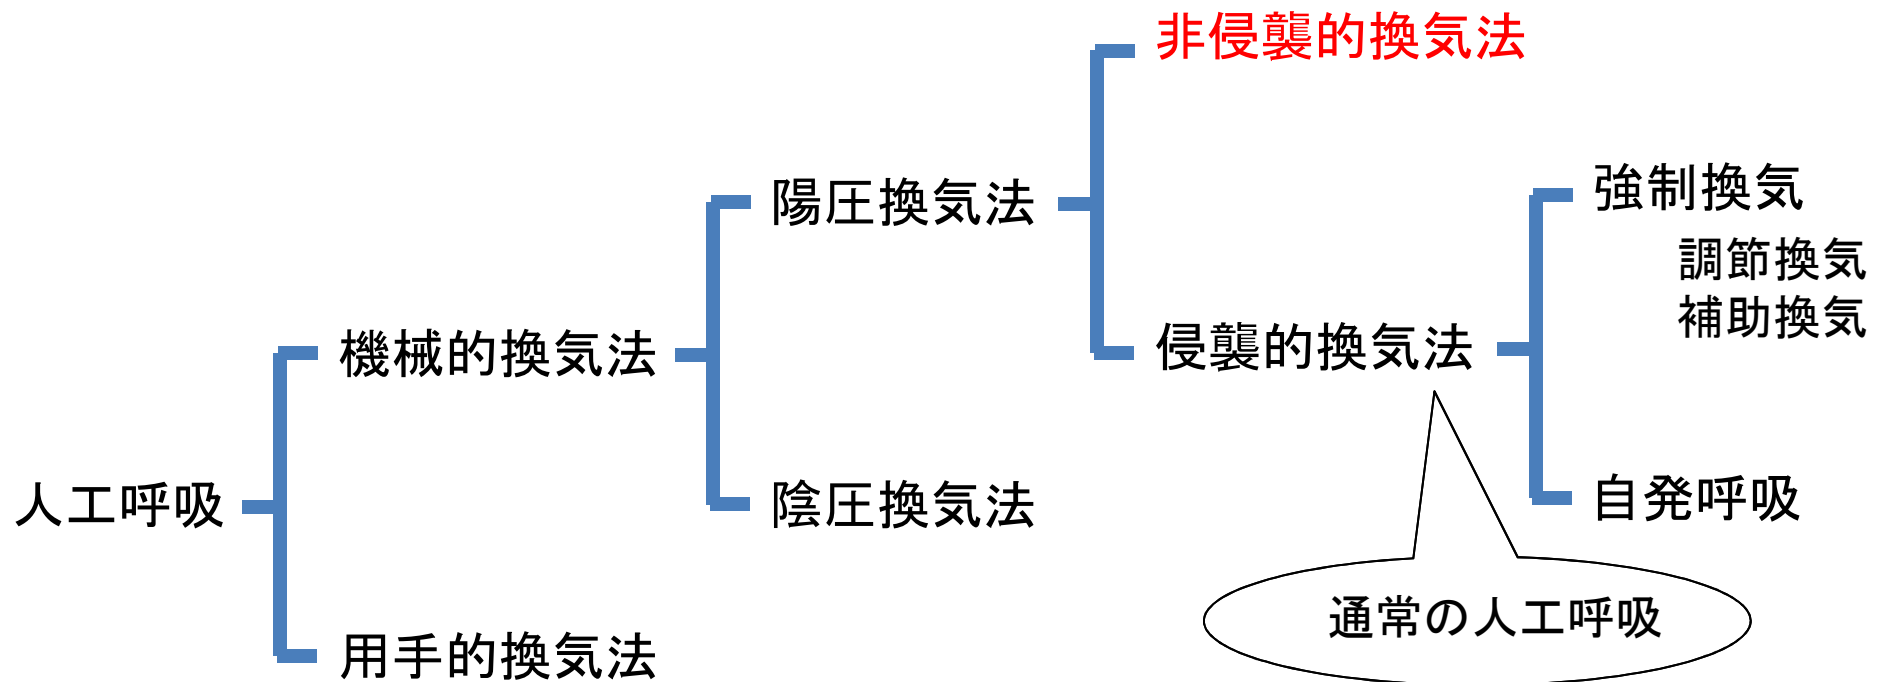 非侵襲的換気法
陽圧換気法
強制換気
調節換気
補助換気
機械的換気法
侵襲的換気法
人工呼吸
陰圧換気法
自発呼吸
用手的換気法
通常の人工呼吸